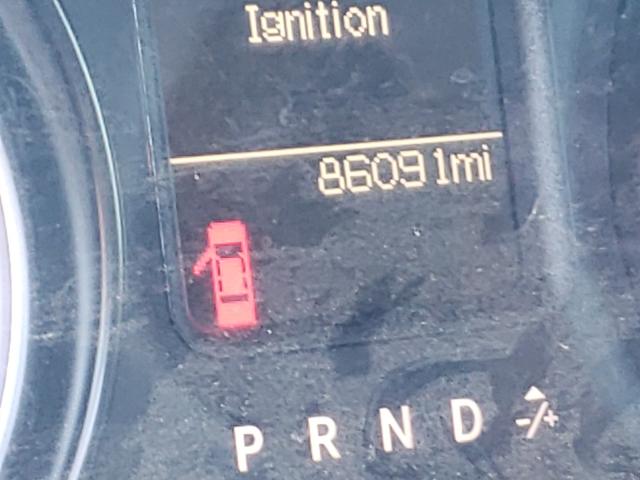 Ignition
86091mi
P R N D -/+